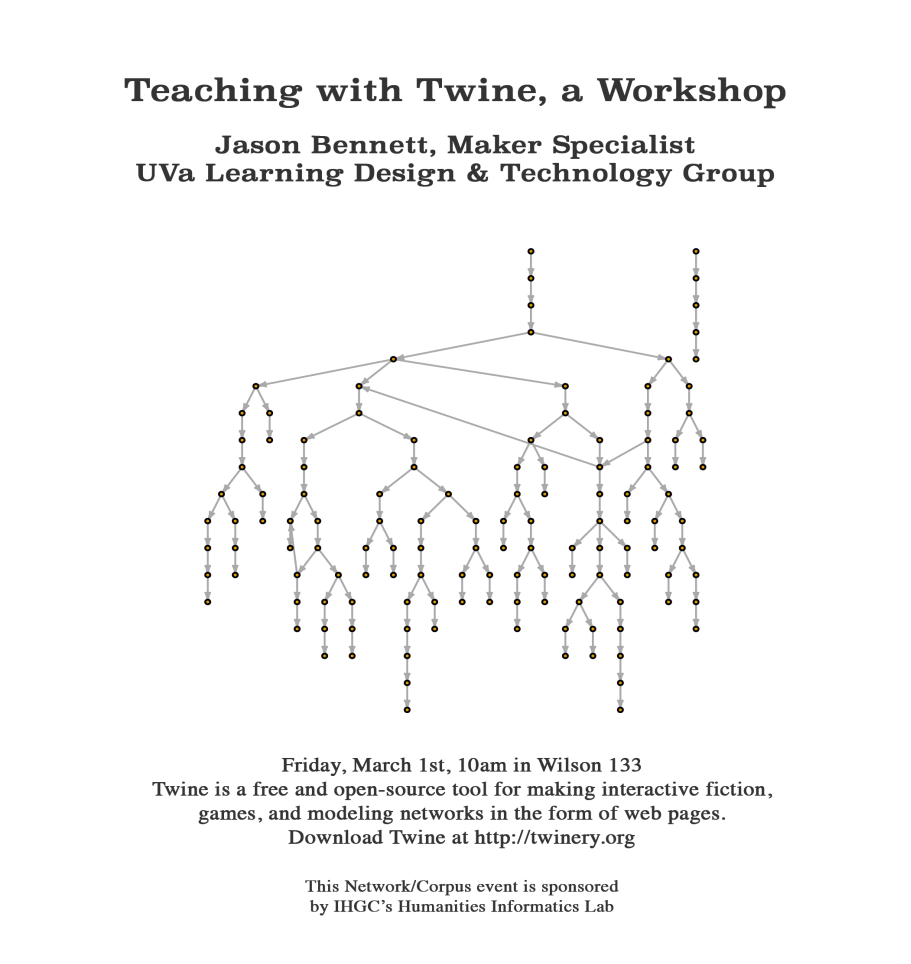 Teaching with Twine, a Workshop
Jason Bennett, Maker Specialist
UVa Learning Design & Technology Group
Friday, March 1st, 10am in Wilson 133
Twine is a free and open-source tool for making interactive fiction,
games, and modeling networks in the form of web pages.
Download Twine at http://twinery.org
This Network/Corpus event is sponsored
by IHGC’s Humanities Informatics Lab